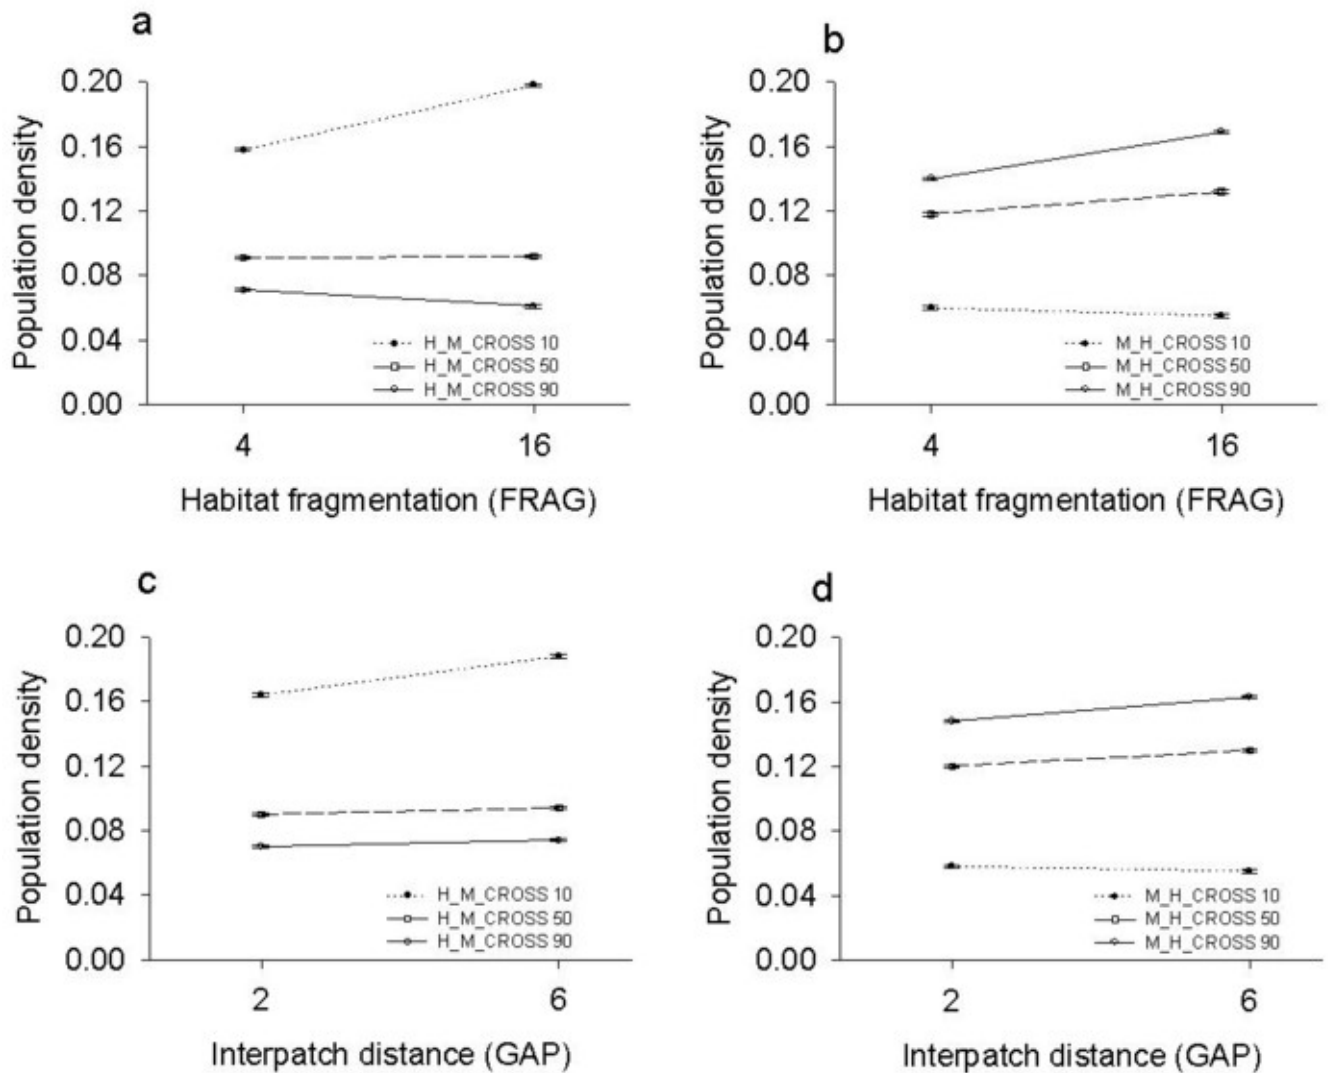 a
Population density
0.20
0.16
0.12
0.08
0.04
0.00
H_M_CROSS 10
H_M_CROSS 50
H_M_CROSS 90
4
16
Habitat fragmentation (FRAG)
b
Population density
0.20
0.16
0.12
0.08
0.04
0.00
M_H_CROSS 10
M_H_CROSS 50
M_H_CROSS 90
4
16
Habitat fragmentation (FRAG)
c
Population density
0.20
0.16
0.12
0.08
0.04
0.00
H_M_CROSS 10
H_M_CROSS 50
H_M_CROSS 90
2
6
Interpatch distance (GAP)
d
Population density
0.20
0.16
0.12
0.08
0.04
0.00
M_H_CROSS 10
M_H_CROSS 50
M_H_CROSS 90
2
6
Interpatch distance (GAP)